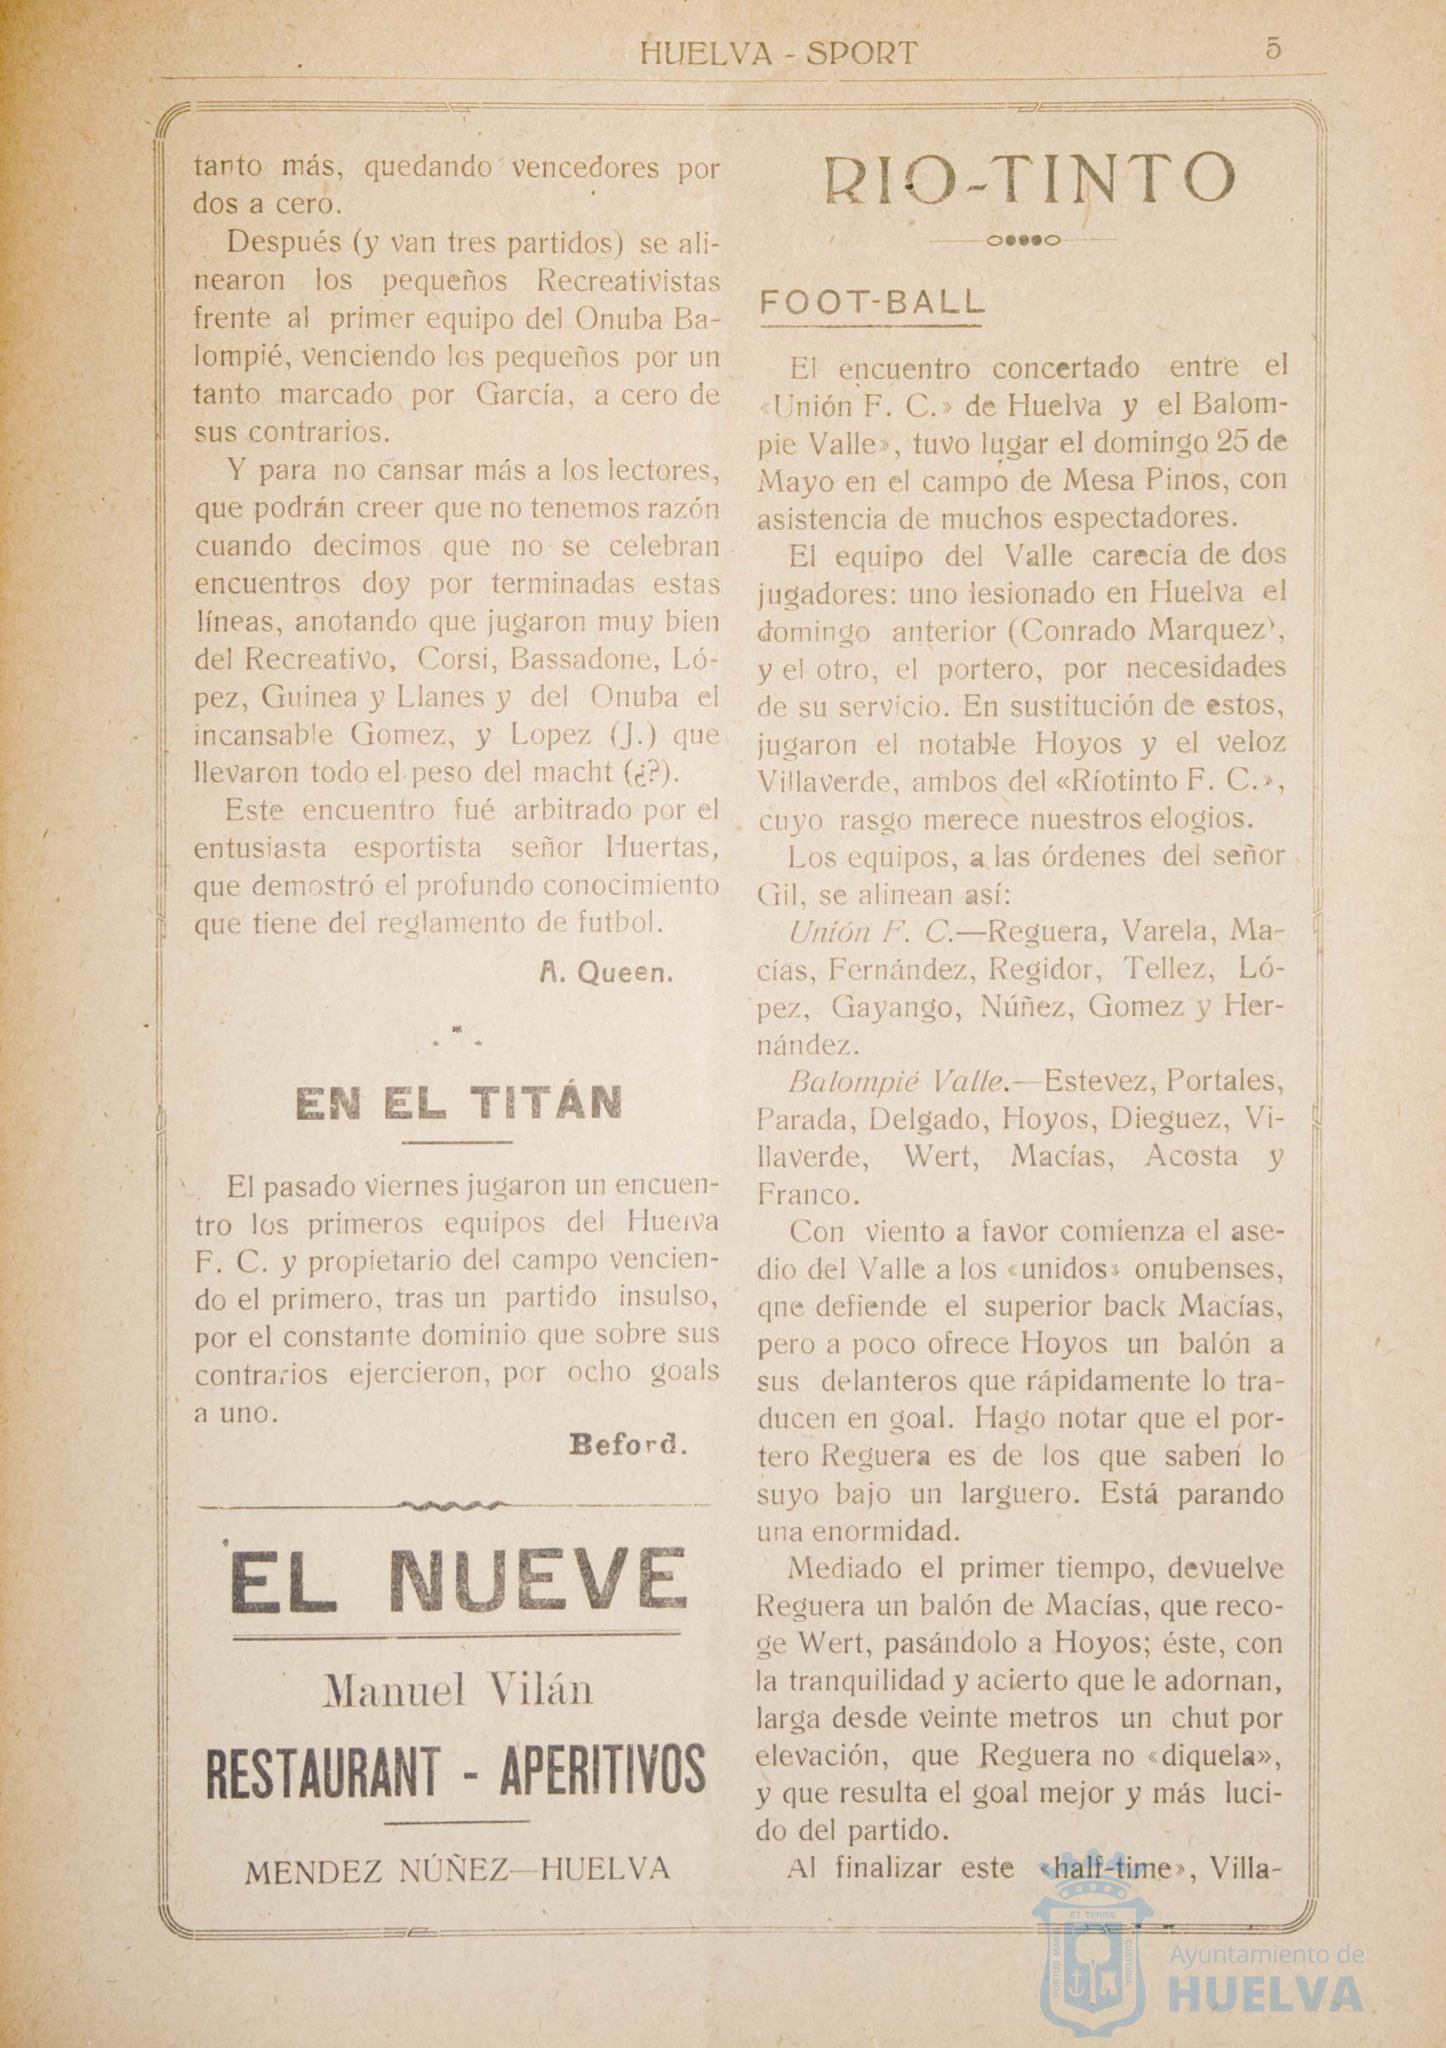 HUELVA - SPORT
5
tanto más, quedando vencedores por
dos a cero.
Después (y van tres partidos) se ali-
nearon los pequeños Recreativistas
frente al primer equipo del Onuba Ba-
lompié, venciendo los pequeños por un
tanto marcado por García, a cero de
sus contrarios.
Y para no cansar más a los lectores,
que podrán creer que no tenemos razón
cuando decimos que no se celebran
encuentros doy por terminadas estas
líneas, anotando que jugaron muy bien
del Recreativo, Corsi, Bassadone, Ló-
pez, Guinea y Llanes y del Onuba el
incansable Gomez, y Lopez (J.) que
llevaron todo el peso del macht (¿?).
Este encuentro fué arbitrado por el
entusiasta esportista señor Huertas,
que demostró el profundo conocimiento
que tiene del reglamento de futbol.
A. Queen.
EN EL TITÁN
El pasado viernes jugaron un encuen-
tro los primeros equipos del Huelva
F. C. y propietario del campo vencien-
do el primero, tras un partido insulso,
por el constante dominio que sobre sus
contrarios ejercieron, por ocho goals
a uno.
Beford.
EL NUEVE
Manuel Vilán
RESTAURANT - APERITIVOS
MENDEZ NÚÑEZ—HUELVA
RIO-TINTO
FOOT-BALL
El encuentro concertado entre el
«Unión F. C.» de Huelva y el Balom-
pie Valle», tuvo lugar el domingo 25 de
Mayo en el campo de Mesa Pinos, con
asistencia de muchos espectadores.
El equipo del Valle carecía de dos
jugadores: uno lesionado en Huelva el
domingo anterior (Conrado Marquez),
y el otro, el portero, por necesidades
de su servicio. En sustitución de estos,
jugaron el notable Hoyos y el veloz
Villaverde, ambos del «Ríotinto F. C.»,
cuyo rasgo merece nuestros elogios.
Los equipos, a las órdenes del señor
Gil, se alinean así:
Unión F. C.—Reguera, Varela, Ma-
cías, Fernández, Regidor, Tellez, Ló-
pez, Gayango, Núñez, Gomez y Her-
nández.
Balompié Valle.—Estevez, Portales,
Parada, Delgado, Hoyos, Dieguez, Vi-
llaverde, Wert, Macías, Acosta y
Franco.
Con viento a favor comienza el ase-
dio del Valle a los «unidos» onubenses,
qne defiende el superior back Macías,
pero a poco ofrece Hoyos un balón a
sus delanteros que rápidamente lo tra-
ducen en goal. Hago notar que el por-
tero Reguera es de los que saben lo
suyo bajo un larguero. Está parando
una enormidad.
Mediado el primer tiempo, devuelve
Reguera un balón de Macías, que reco-
ge Wert, pasándolo a Hoyos; éste, con
la tranquilidad y acierto que le adornan,
larga desde veinte metros un chut por
elevación, que Reguera no «diquela»,
y que resulta el goal mejor y más luci-
do del partido.
Al finalizar este «half-time», Villa-
ET TERRÆ
PORTUS MARIS
CUSTODIA
Ayuntamiento de
HUELVA